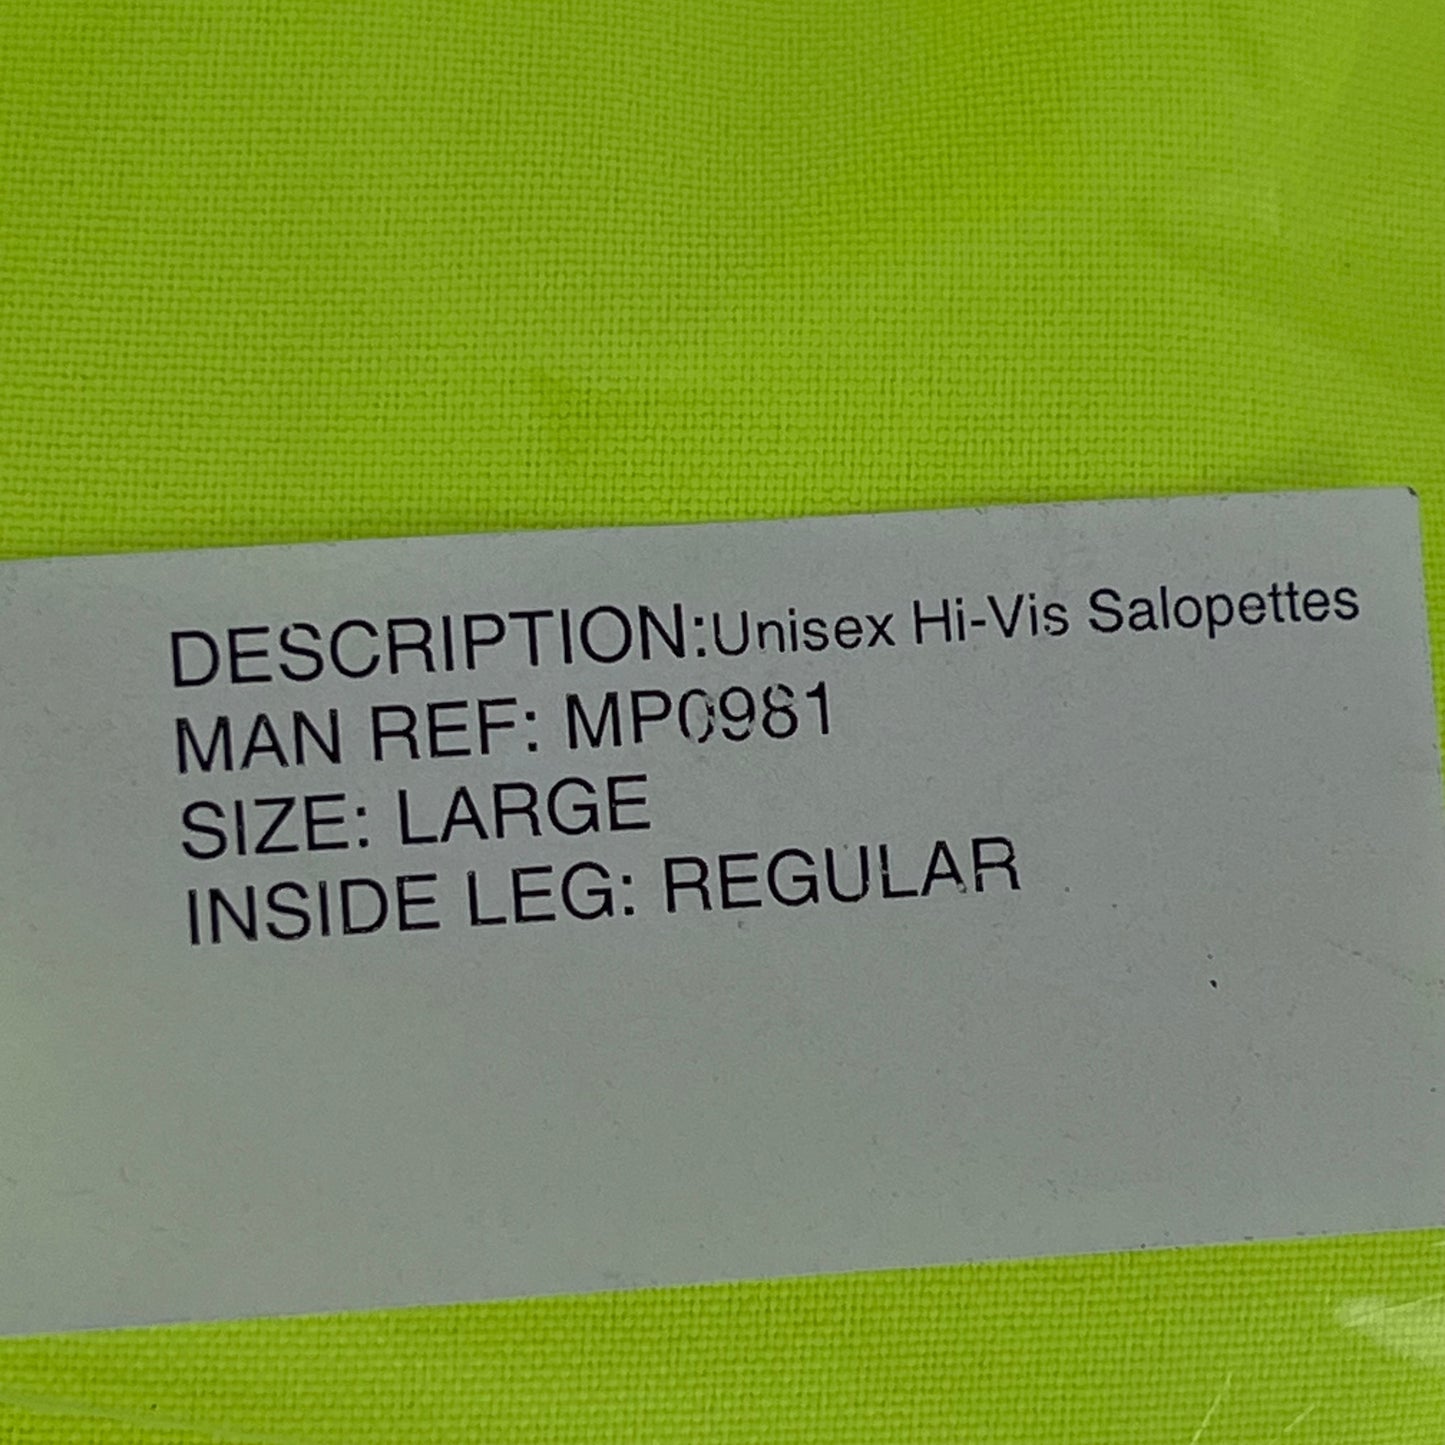 DESCRIPTION:Unisex Hi-Vis Salopettes
MAN REF: MP0981
SIZE: LARGE
INSIDE LEG: REGULAR